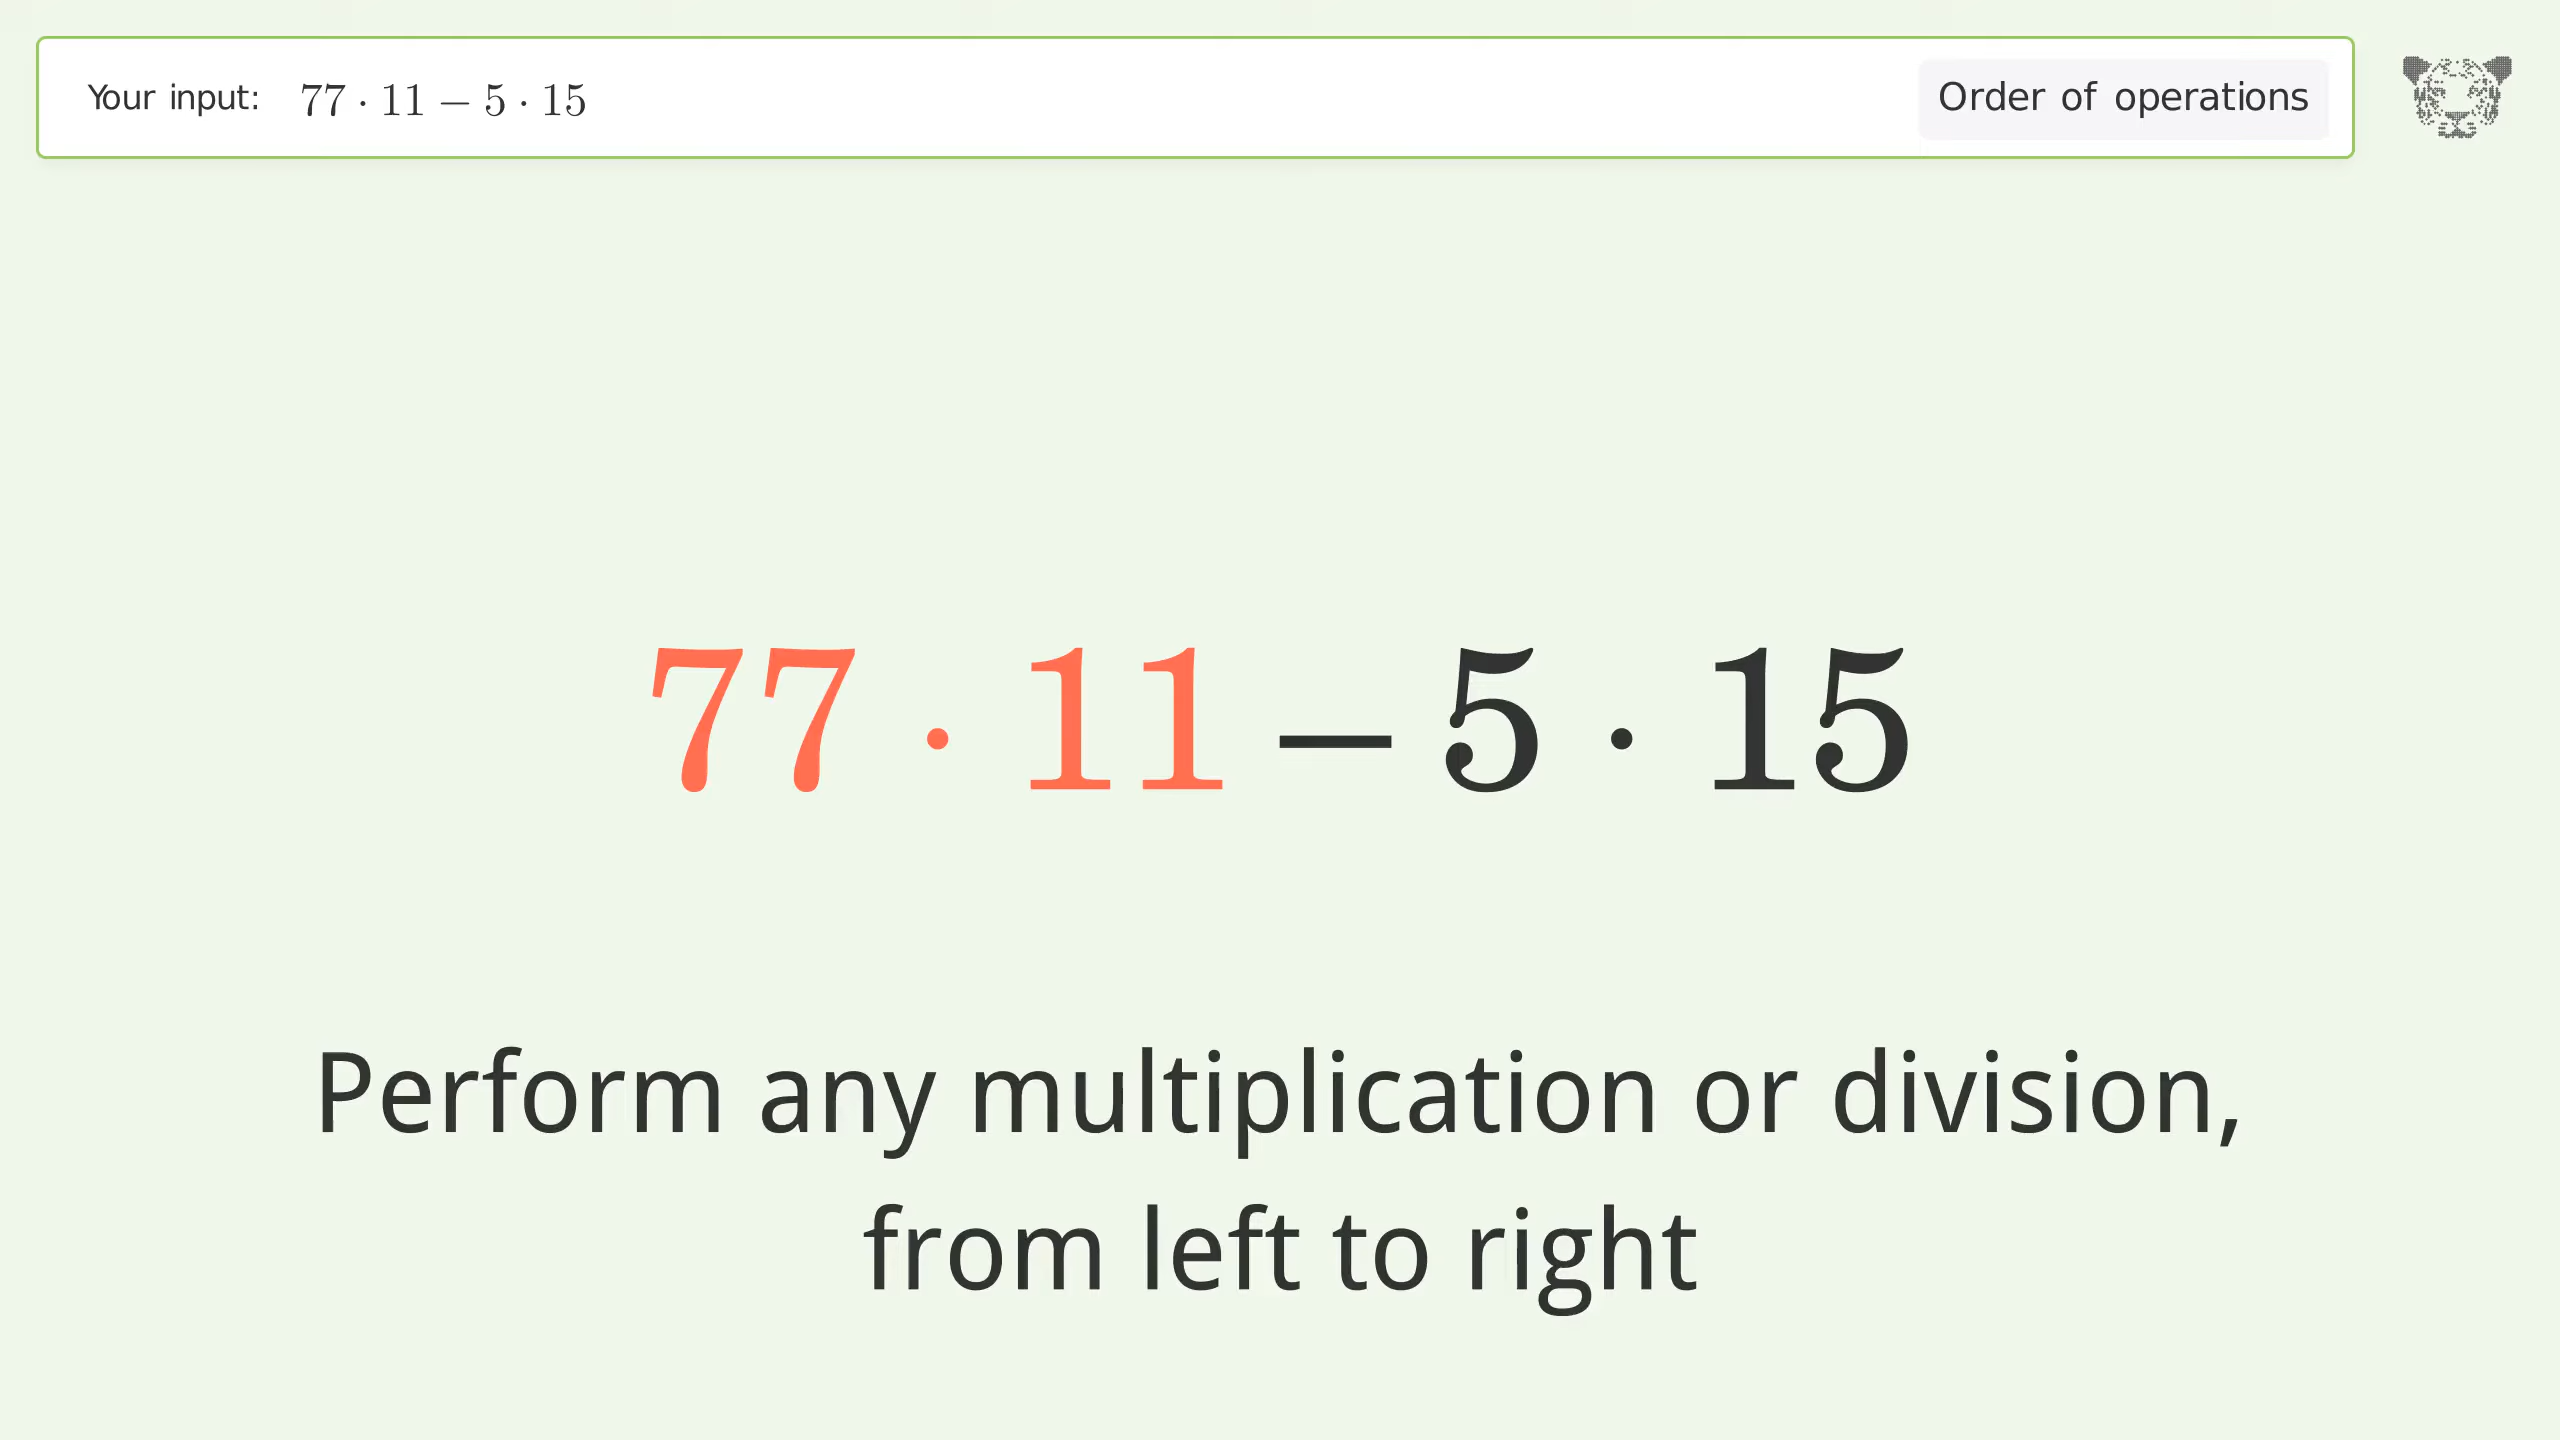 Your input: 77 · 11 – 5 · 15
Order of operations
77 · 11 – 5 · 15
Perform any multiplication or division,
from left to right